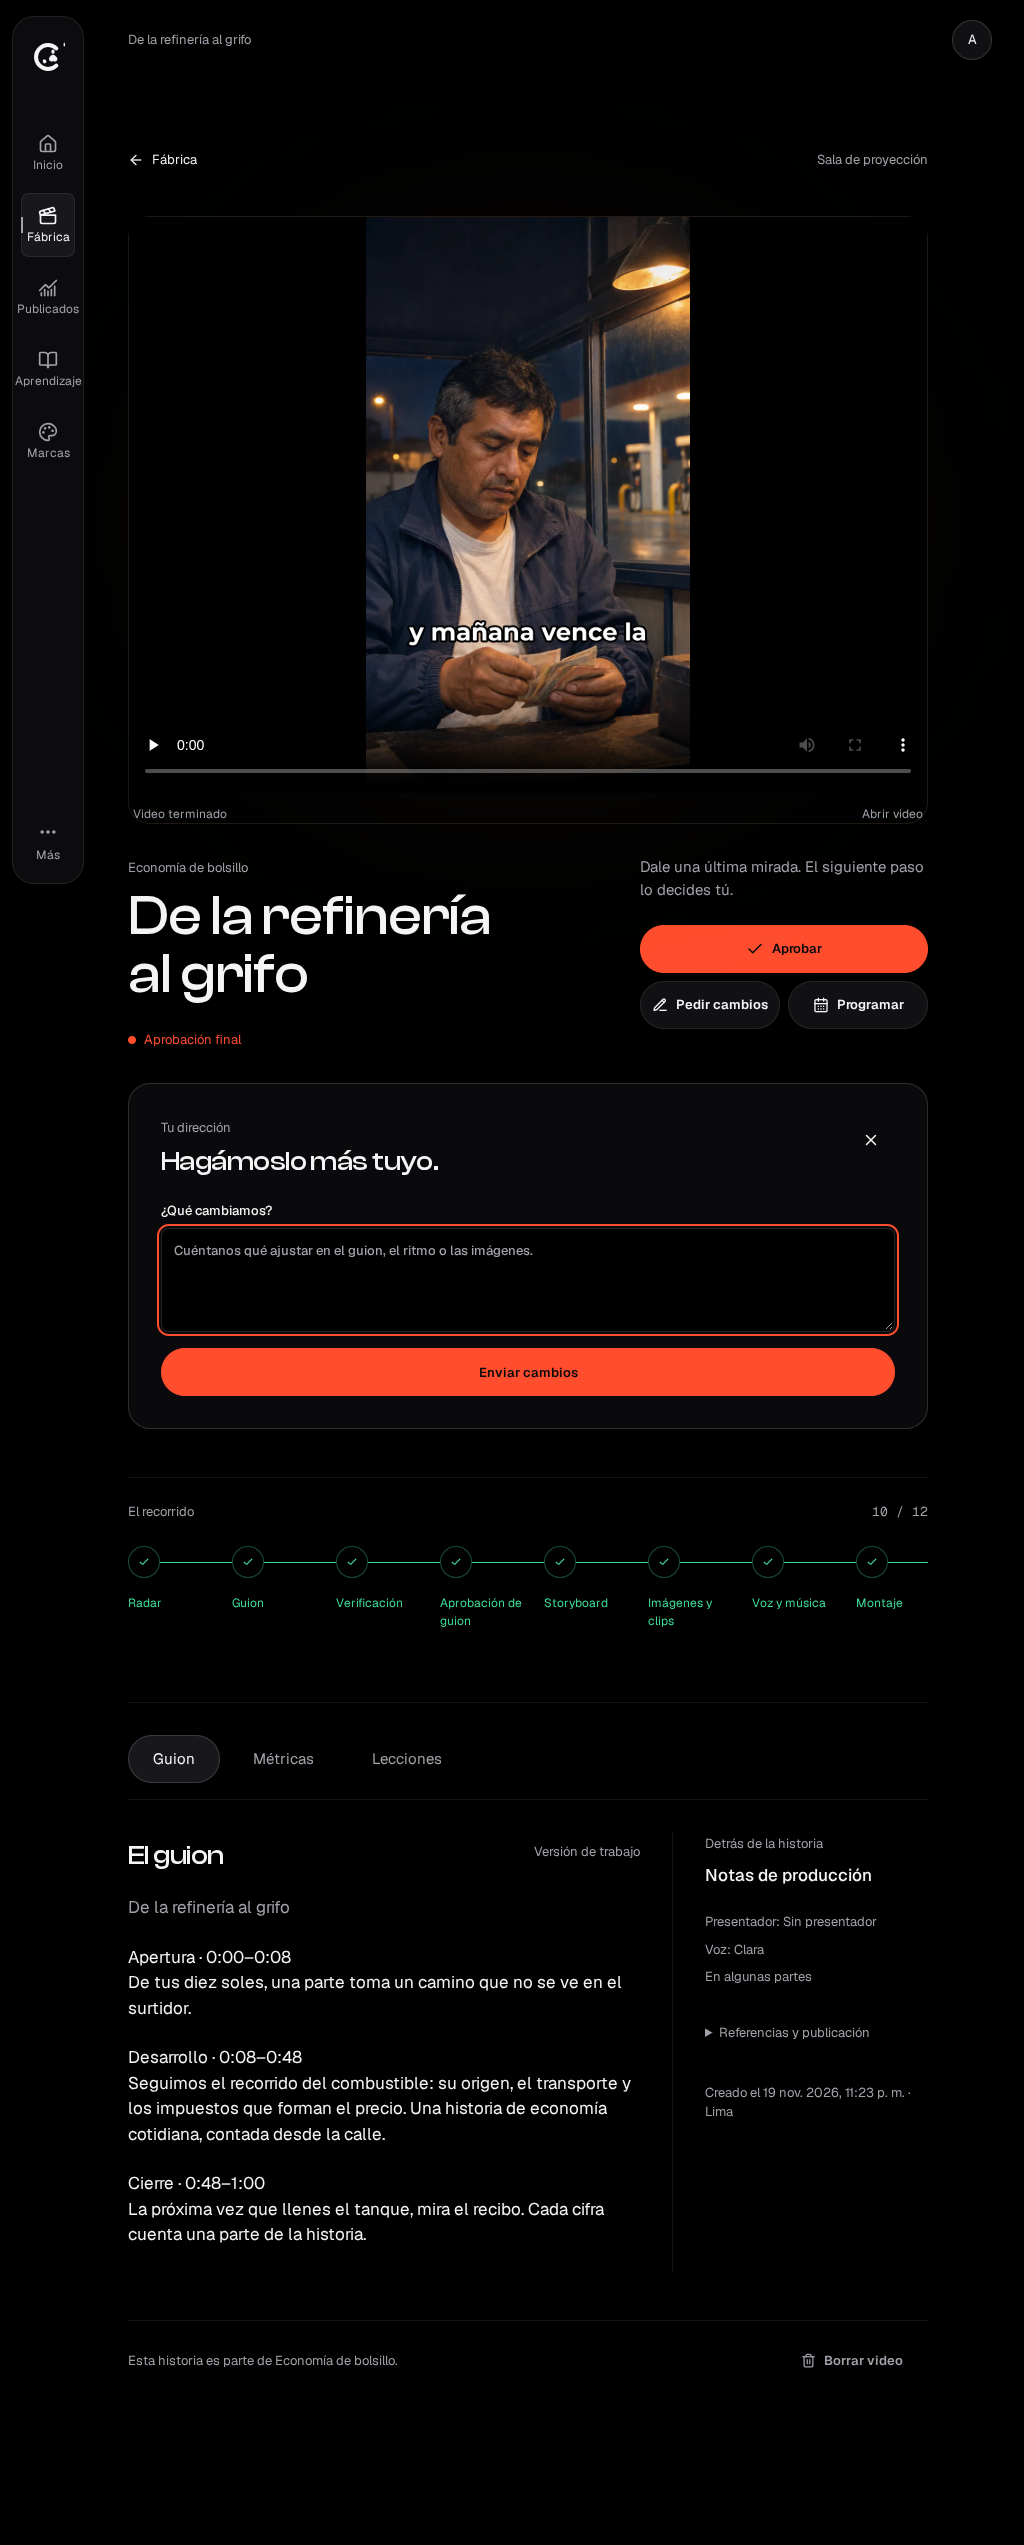 De la refinería al grifo
A
Inicio
Fábrica
Publicados
Aprendizaje
Marcas
Más
Fábrica
Sala de proyección
y mañana vence la
0:00
Video terminado
Abrir video
Economía de bolsillo
De la refinería
al grifo
Aprobación final
Dale una última mirada. El siguiente paso
lo decides tú.
Aprobar
Pedir cambios
Programar
Tu dirección
Hagámoslo más tuyo.
¿Qué cambiamos?
Cuéntanos qué ajustar en el guion, el ritmo o las imágenes.
Enviar cambios
El recorrido
10 / 12
Radar
Guion
Verificación
Aprobación de
guion
Storyboard
Imágenes y
clips
Voz y música
Montaje
Guion
Métricas
Lecciones
El guion
Versión de trabajo
De la refinería al grifo
Apertura · 0:00–0:08
De tus diez soles, una parte toma un camino que no se ve en el
surtidor.
Desarrollo · 0:08–0:48
Seguimos el recorrido del combustible: su origen, el transporte y
los impuestos que forman el precio. Una historia de economía
cotidiana, contada desde la calle.
Cierre · 0:48–1:00
La próxima vez que llenes el tanque, mira el recibo. Cada cifra
cuenta una parte de la historia.
Detrás de la historia
Notas de producción
Presentador: Sin presentador
Voz: Clara
En algunas partes
Referencias y publicación
Creado el 19 nov. 2026, 11:23 p. m. ·
Lima
Esta historia es parte de Economía de bolsillo.
Borrar video